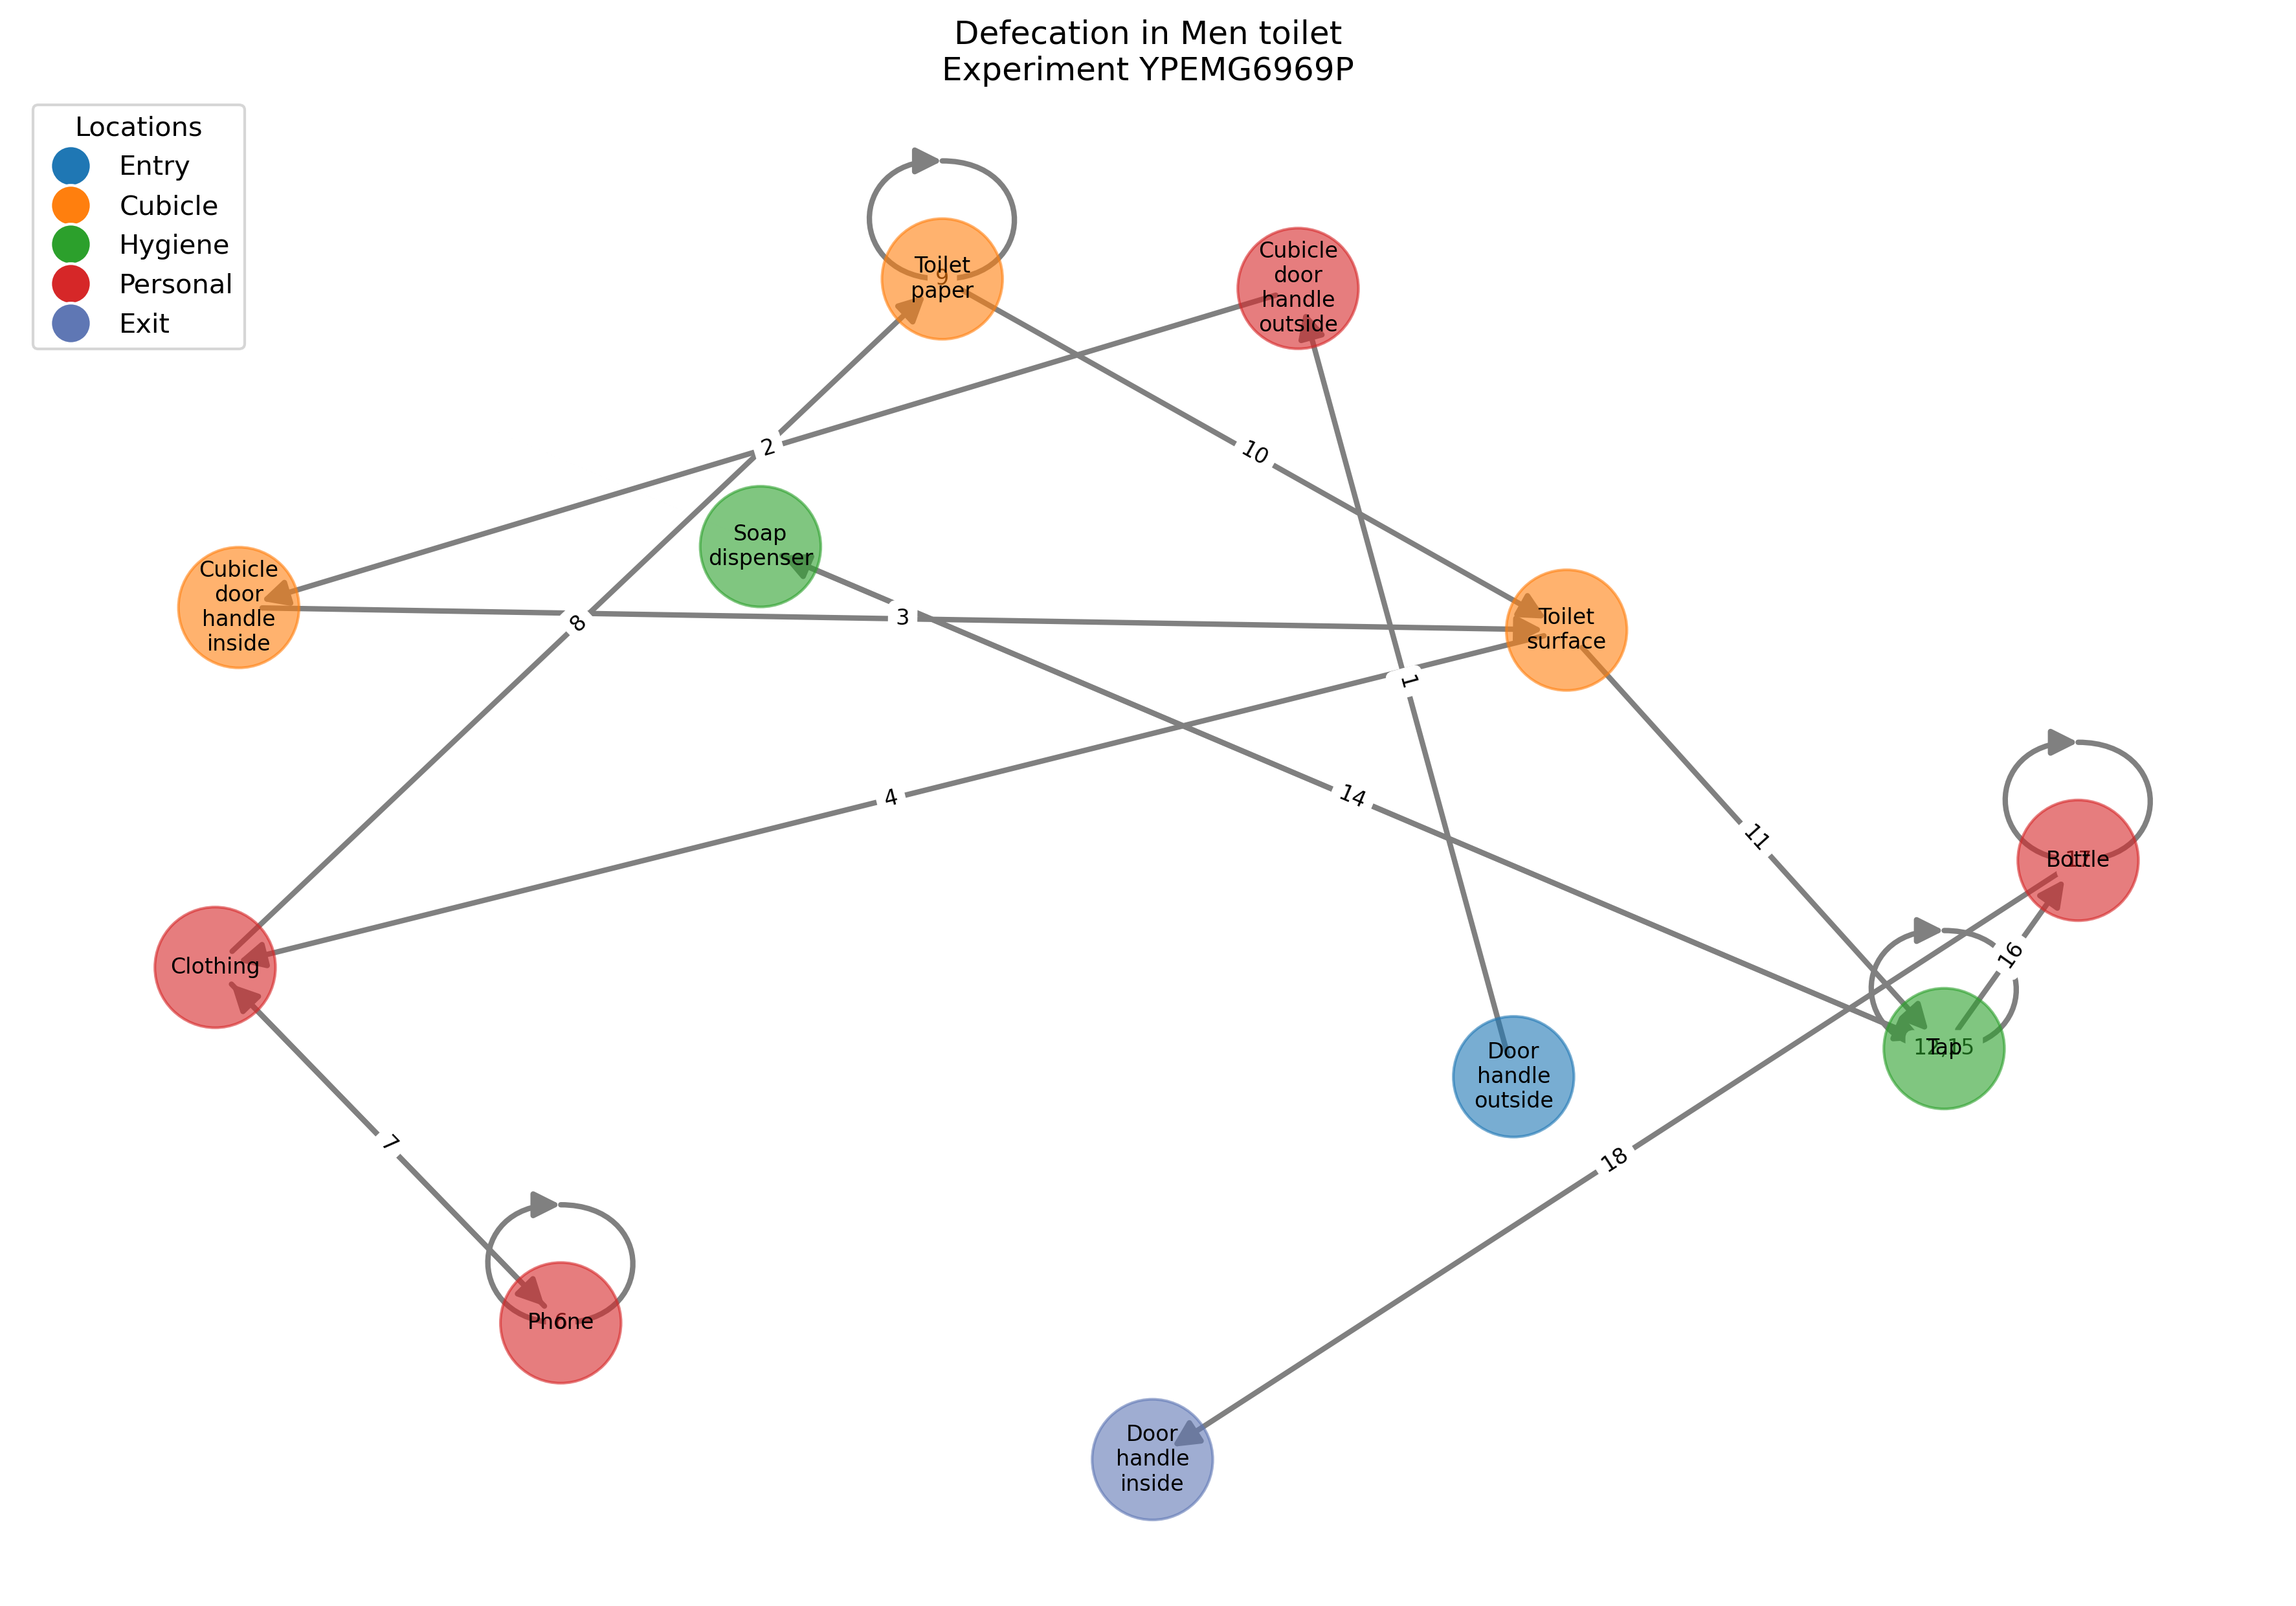 Defecation in Men toilet
Experiment YPEMG6969P
Locations
Entry
Cubicle
Hygiene
Personal
Exit
Toilet
paper
9
Cubicle
door
handle
outside
2
10
Soap
dispenser
Cubicle
door
handle
inside
8
3
Toilet
surface
1
4
14
11
Bottle
17
16
Clothing
Tap
12,15
Door
handle
outside
7
18
Phone
6
Door
handle
inside